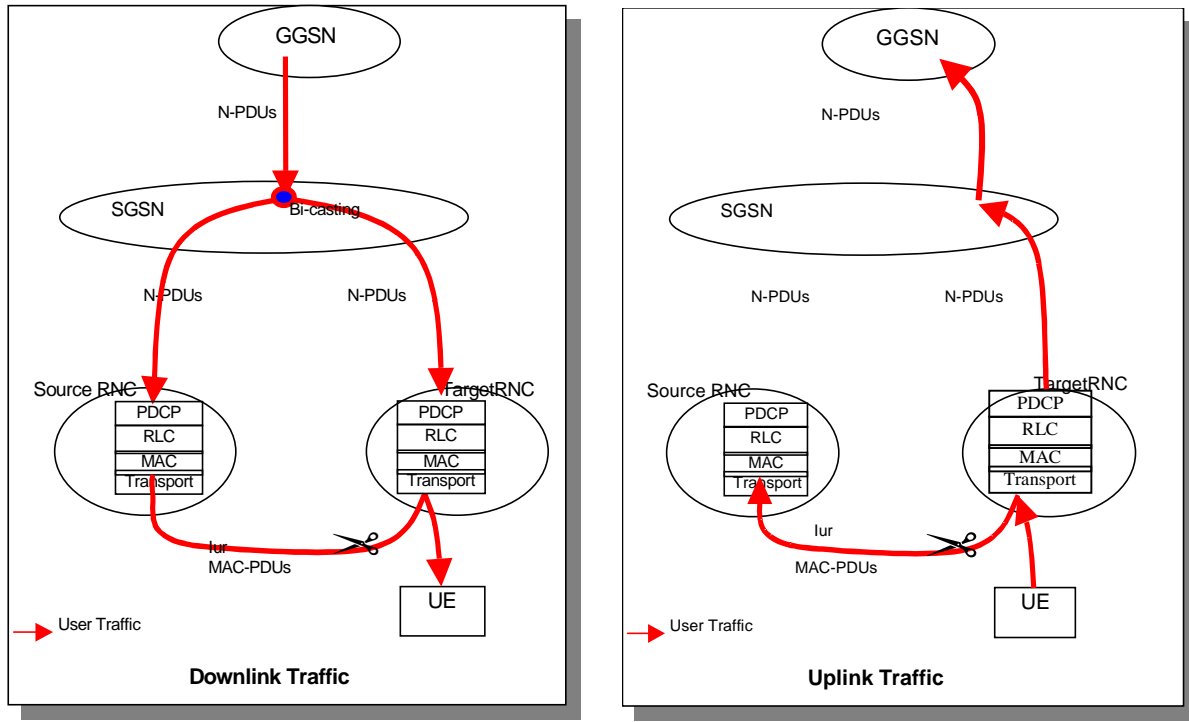 GGSN
N-PDUs
SGSN
Bi-casting
N-PDUs
N-PDUs
Source RNC
TargetRNC
PDCP
RLC
MAC
Transport
PDCP
RLC
MAC
Transport
Iur
MAC-PDUs
UE
User Traffic
Downlink Traffic
GGSN
N-PDUs
SGSN
N-PDUs
N-PDUs
Source RNC
TargetRNC
PDCP
RLC
MAC
Transport
PDCP
RLC
MAC
Transport
Iur
MAC-PDUs
UE
User Traffic
Uplink Traffic